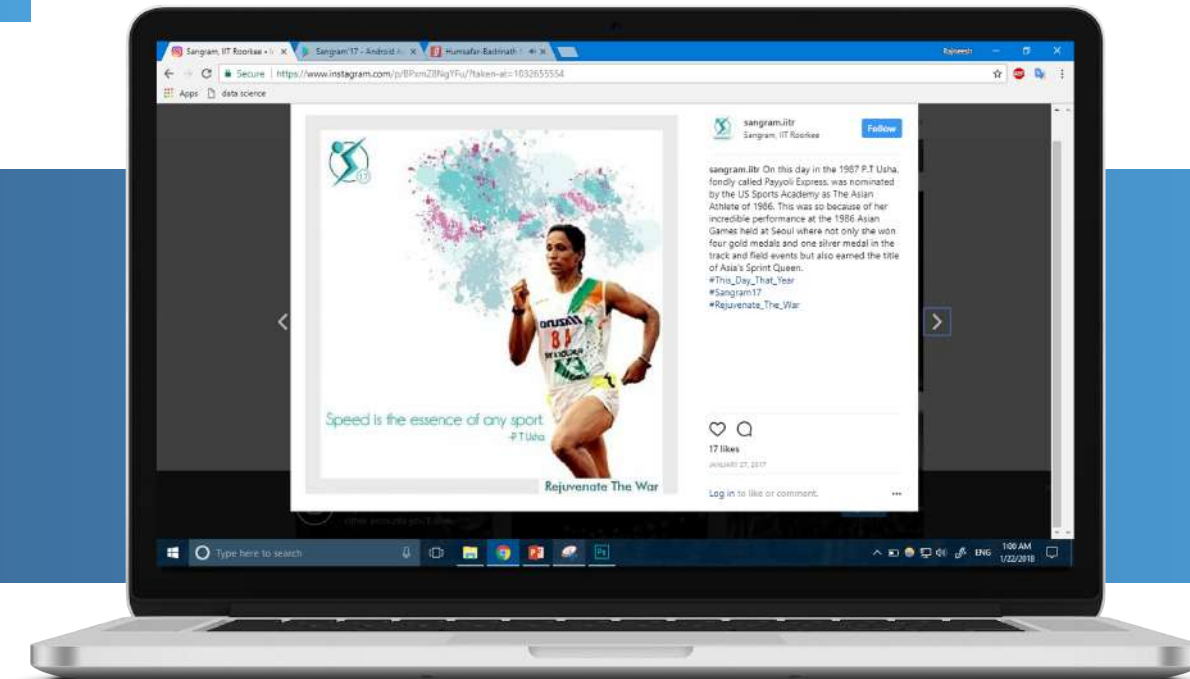 Sangram, IIT Roorkee • I
Sangram'17 - Android A
Humsafar-Badrinath
Rajneesh
Secure | https://www.instagram.com/p/BPxmZ8NgYFu/?taken-at=1032655554
Apps data science
17
sangram.iitr
Sangram, IIT Roorkee
Follow
sangram.iitr On this day in the 1987 P.T Usha,
fondly called Payyoli Express, was nominated
by the US Sports Academy as The Asian
Athlete of 1986. This was so because of her
incredible performance at the 1986 Asian
Games held at Seoul where not only she won
four gold medals and one silver medal in the
track and field events but also earned the title
of Asia's Sprint Queen.
#This_Day_That_Year
#Sangram17
#Rejuvenate_The_War
Speed is the essence of any sport
-P T Usha
Rejuvenate The War
17 likes
JANUARY 27, 2017
Log in to like or comment.
Type here to search
Ps
ENG
1:00 AM
1/22/2018